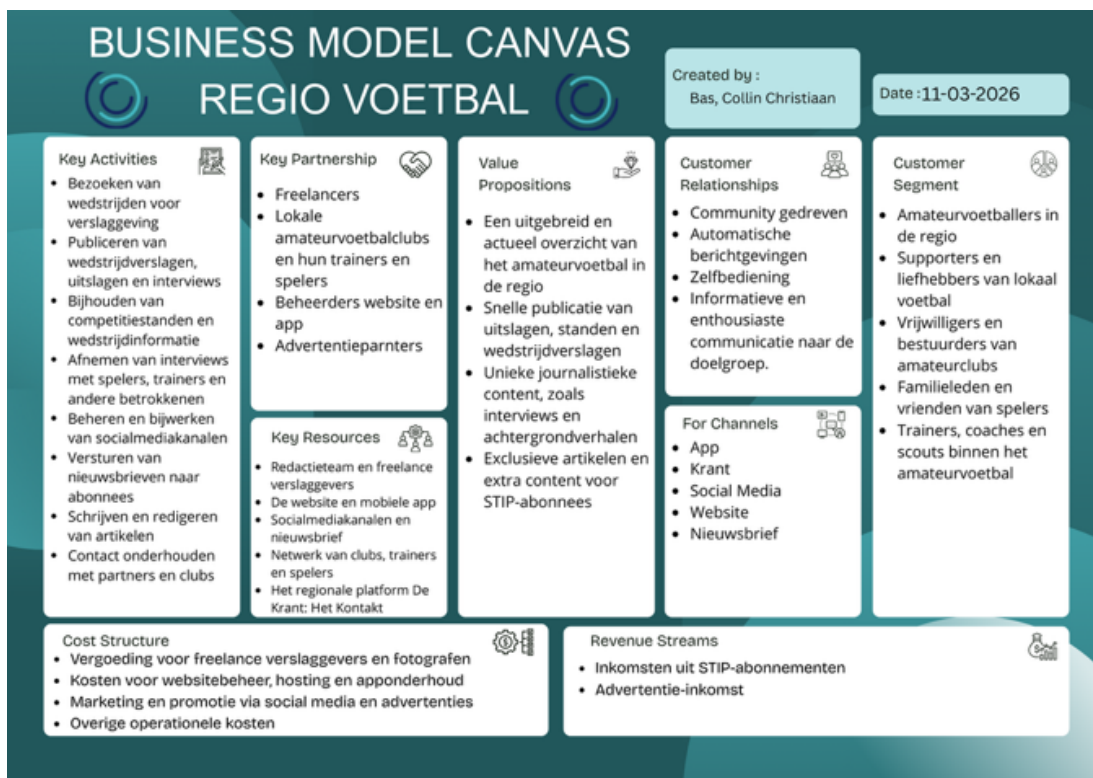 BUSINESS MODEL CANVAS
REGIO VOETBAL
Created by :
Bas, Collin Christiaan
Date : 11-03-2026
Key Activities
• Bezoeken van
wedstrijden voor
verslaggeving
• Publiceren van
wedstrijdverslagen,
uitslagen en interviews
• Bijhouden van
competitiestanden en
wedstrijdinformatie
• Afnemen van interviews
met spelers, trainers en
andere betrokkenen
• Beheren en bijwerken
van socialmediakanalen
• Versturen van
nieuwsbrieven naar
abonnees
• Schrijven en redigeren
van artikelen
• Contact onderhouden
met partners en clubs
Key Partnership
• Freelancers
• Lokale
amateurvoetbalclubs
en hun trainers en
spelers
• Beheerders website en
app
• Advertentieparnters
Key Resources
• Redactieteam en freelance
verslaggevers
• De website en mobiele app
• Socialmediakanalen en
nieuwsbrief
• Netwerk van clubs, trainers
en spelers
• Het regionale platform De
Krant: Het Kontakt
Value
Propositions
• Een uitgebreid en
actueel overzicht van
het amateurvoetbal in
de regio
• Snelle publicatie van
uitslagen, standen en
wedstrijdverslagen
• Unieke journalistieke
content, zoals
interviews en
achtergrondverhalen
• Exclusieve artikelen en
extra content voor
STIP-abonnees
Customer
Relationships
• Community gedreven
• Automatische
berichtgevingen
• Zelfbediening
• Informatieve en
enthousiaste
communicatie naar de
doelgroep.
For Channels
• App
• Krant
• Social Media
• Website
• Nieuwsbrief
Customer
Segment
• Amateurvoetballers in
de regio
• Supporters en
liefhebbers van lokaal
voetbal
• Vrijwilligers en
bestuurders van
amateurclubs
• Familieleden en
vrienden van spelers
• Trainers, coaches en
scouts binnen het
amateurvoetbal
Cost Structure
• Vergoeding voor freelance verslaggevers en fotografen
• Kosten voor websitebeheer, hosting en apponderhoud
• Marketing en promotie via social media en advertenties
• Overige operationele kosten
Revenue Streams
• Inkomsten uit STIP-abonnementen
• Advertentie-inkomst